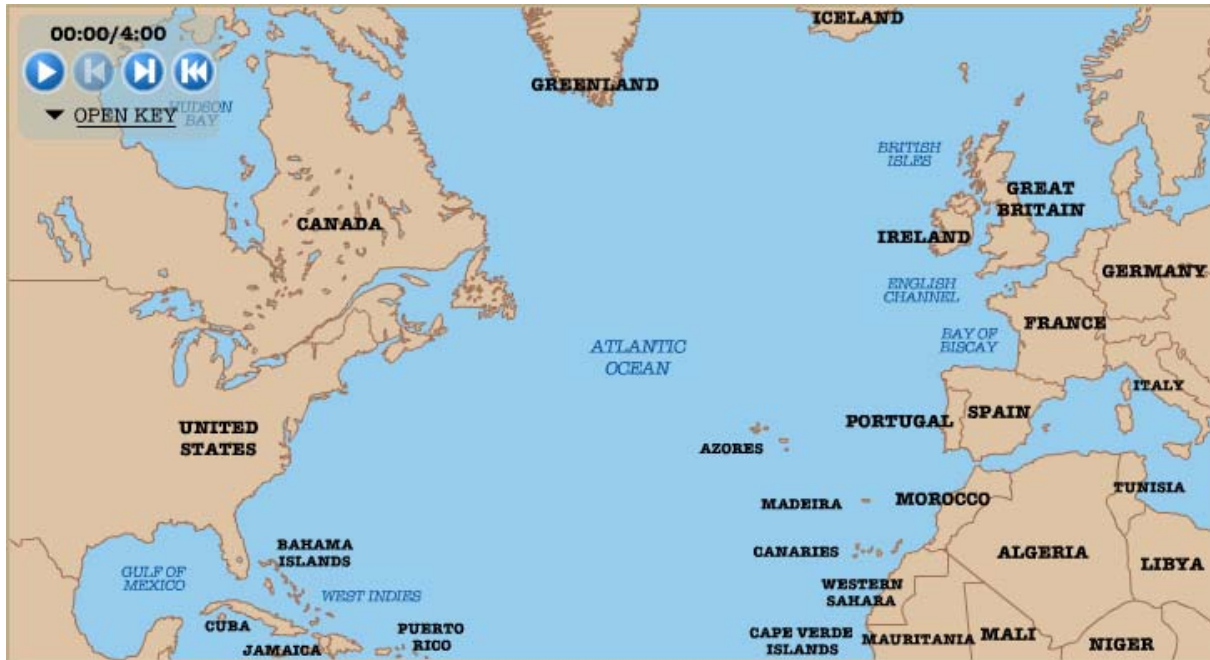 00:00/4:00
OPEN KEY
HUDSON
BAY
ICELAND
GREENLAND
BRITISH
ISLES
GREAT
BRITAIN
CANADA
IRELAND
GERMANY
ENGLISH
CHANNEL
FRANCE
ATLANTIC
OCEAN
BAY OF
BISCAY
ITALY
UNITED
STATES
PORTUGAL
SPAIN
AZORES
TUNISIA
MADEIRA
MOROCCO
BAHAMA
ISLANDS
CANARIES
ALGERIA
LIBYA
GULF OF
MEXICO
WEST INDIES
WESTERN
SAHARA
CUBA
JAMAICA
PUERTO
RICO
CAPE VERDE
ISLANDS
MAURITANIA
MALI
NIGER